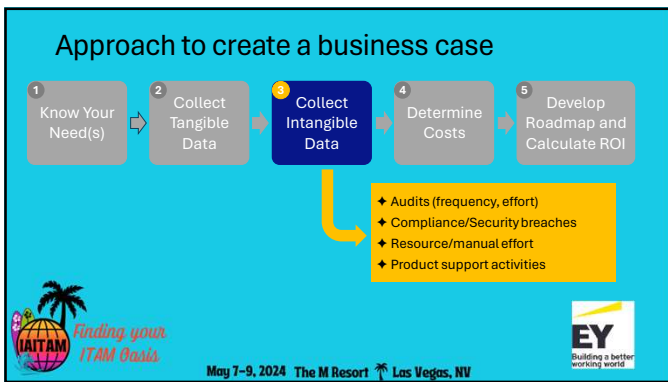 Approach to create a business case
1
Know Your
Need(s)
2
Collect
Tangible
Data
3
Collect
Intangible
Data
4
Determine
Costs
5
Develop
Roadmap and
Calculate ROI
✦ Audits (frequency, effort)
✦ Compliance/Security breaches
✦ Resource/manual effort
✦ Product support activities
IAITAM
Finding your
ITAM Oasis
May 7-9, 2024 The M Resort Las Vegas, NV
EY
Building a better
working world